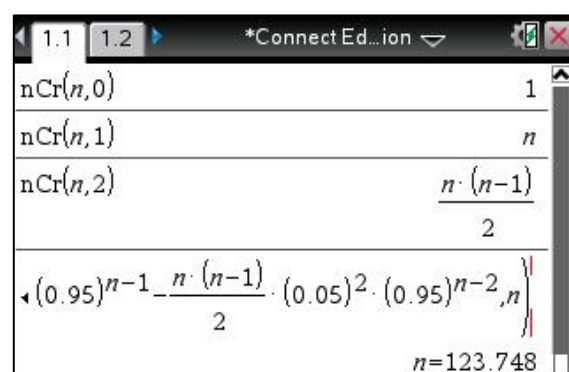 1.1 1.2 *Connect Ed…ion
nCr(n,0) 1
nCr(n,1) n
nCr(n,2) n·(n−1)/2
(0.95)^{n−1}−n·(n−1)/2·(0.05)^2·(0.95)^{n−2},n)
n=123.748